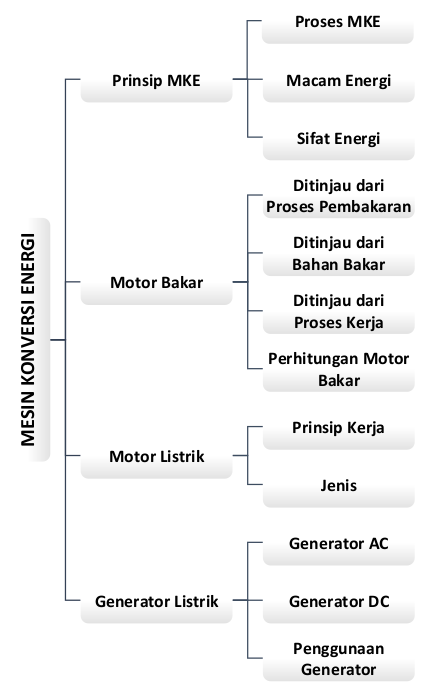 MESIN KONVERSI ENERGI
Prinsip MKE
Proses MKE
Macam Energi
Sifat Energi
Motor Bakar
Ditinjau dari
Proses Pembakaran
Ditinjau dari
Bahan Bakar
Ditinjau dari
Proses Kerja
Perhitungan Motor
Bakar
Motor Listrik
Prinsip Kerja
Jenis
Generator Listrik
Generator AC
Generator DC
Penggunaan
Generator